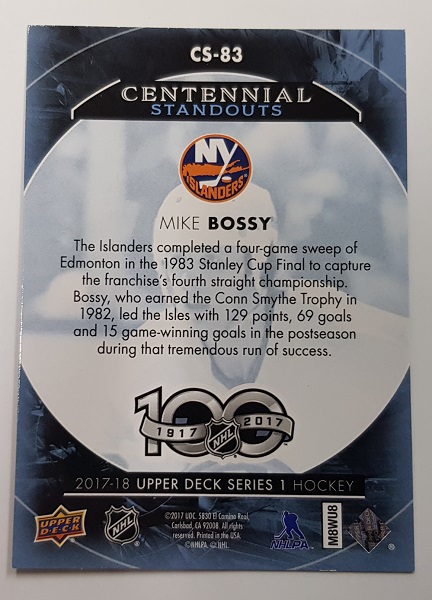 CS-83
CENTENNIAL
STANDOUTS
NY
ISLANDERS
MIKE BOSSY
The Islanders completed a four-game sweep of
Edmonton in the 1983 Stanley Cup Final to capture
the franchise's fourth straight championship.
Bossy, who earned the Conn Smythe Trophy in
1982, led the Isles with 129 points, 69 goals
and 15 game-winning goals in the postseason
during that tremendous run of success.
100
1917 NHL 2017
2017-18 UPPER DECK SERIES 1 HOCKEY
UPPER
DECK
NHL
©2017 UDC. 5830 El Camino Real,
Carlsbad, CA 92008. All rights
reserved. Printed in the USA.
©NHLPA ©NHL.
NHLPA
M8WU8
®